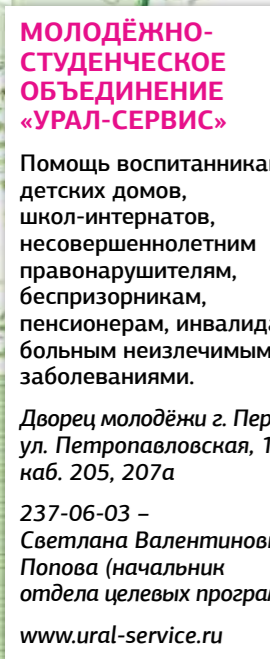 МОЛОДЁЖНО-
СТУДЕНЧЕСКОЕ
ОБЪЕДИНЕНИЕ
«УРАЛ-СЕРВИС»
Помощь воспитанника
детских домов,
школ-интернатов,
несовершеннолетним
правонарушителям,
беспризорникам,
пенсионерам, инвалида
больным неизлечимым
заболеваниями.
Дворец молодёжи г. Пер
ул. Петропавловская, 1
каб. 205, 207а
237-06-03 –
Светлана Валентинов
Попова (начальник
отдела целевых програ
www.ural-service.ru